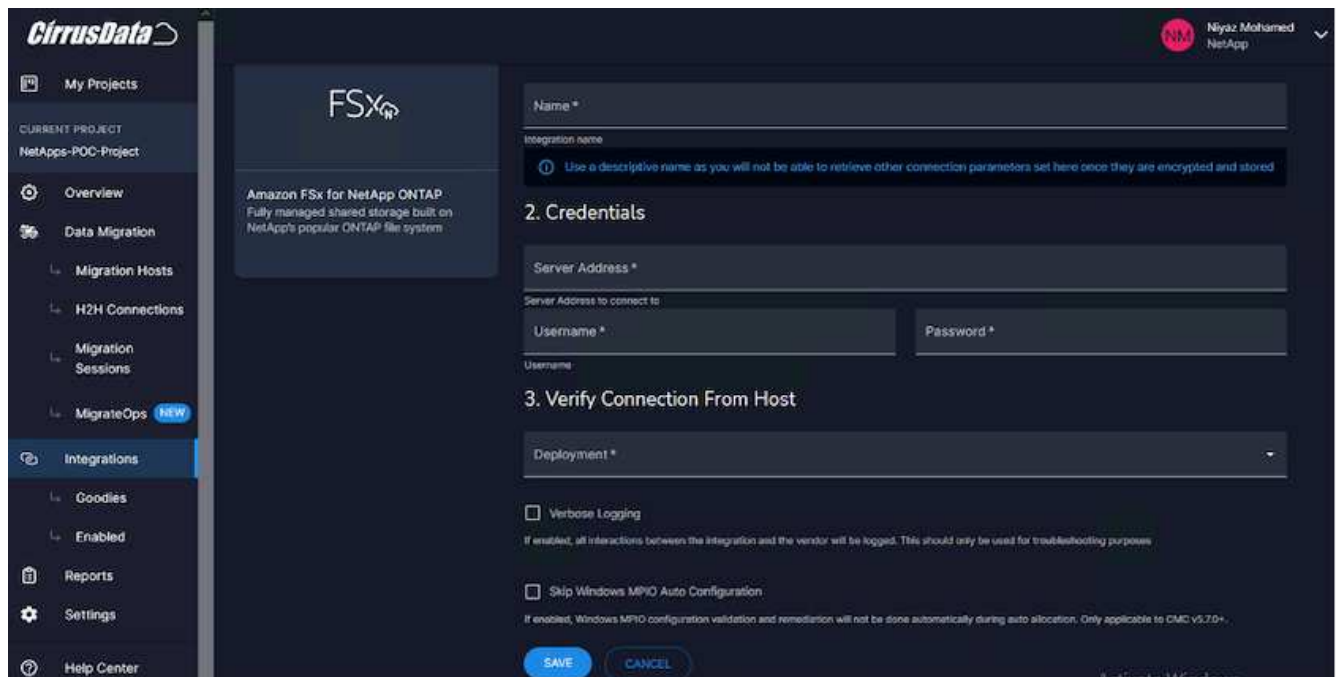 CirrusData
NM
Niyaz Mohamed
NetApp
My Projects
CURRENT PROJECT
NetApps-POC-Project
Overview
Data Migration
Migration Hosts
H2H Connections
Migration
Sessions
MigrateOps NEW
Integrations
Goodies
Enabled
Reports
Settings
Help Center
FSxN
Amazon FSx for NetApp ONTAP
Fully managed shared storage built on
NetApp's popular ONTAP file system
Name *
Integration name
Use a descriptive name as you will not be able to retrieve other connection parameters set here once they are encrypted and stored
2. Credentials
Server Address *
Server Address to connect to
Username *
Password *
Username
3. Verify Connection From Host
Deployment *
Verbose Logging
If enabled, all interactions between the integration and the vendor will be logged. This should only be used for troubleshooting purposes
Skip Windows MPIO Auto Configuration
If enabled, Windows MPIO configuration validation and remediation will not be done automatically during auto allocation. Only applicable to CMC v5.7.0+.
SAVE
CANCEL